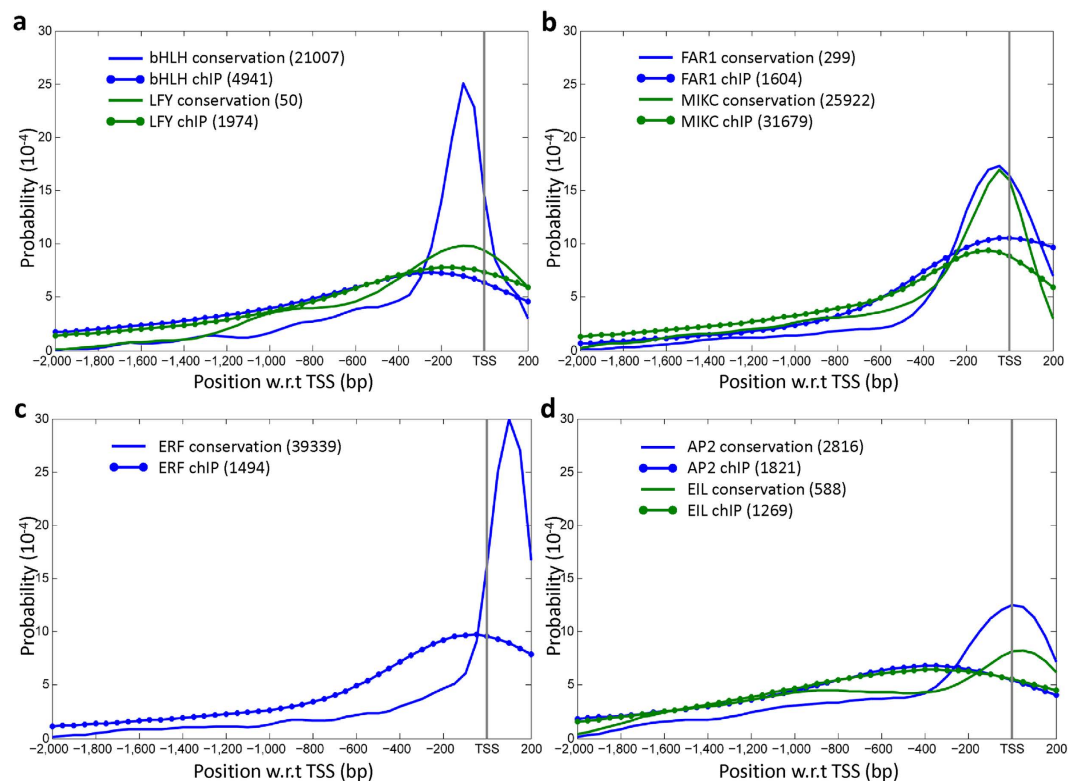 a
30
25
20
15
10
5
0
Probability (10-4)
bHLH conservation (21007)
bHLH chIP (4941)
LFY conservation (50)
LFY chIP (1974)
−2,000 −1,800 −1,600 −1,400 −1,200 −1,000 −800 −600 −400 −200 TSS 200
Position w.r.t TSS (bp)
b
30
25
20
15
10
5
0
Probability (10-4)
FAR1 conservation (299)
FAR1 chIP (1604)
MIKC conservation (25922)
MIKC chIP (31679)
−2,000 −1,800 −1,600 −1,400 −1,200 −1,000 −800 −600 −400 −200 TSS 200
Position w.r.t TSS (bp)
c
30
25
20
15
10
5
0
Probability (10-4)
ERF conservation (39339)
ERF chIP (1494)
−2,000 −1,800 −1,600 −1,400 −1,200 −1,000 −800 −600 −400 −200 TSS 200
Position w.r.t TSS (bp)
d
30
25
20
15
10
5
0
Probability (10-4)
AP2 conservation (2816)
AP2 chIP (1821)
EIL conservation (588)
EIL chIP (1269)
−2,000 −1,800 −1,600 −1,400 −1,200 −1,000 −800 −600 −400 −200 TSS 200
Position w.r.t TSS (bp)